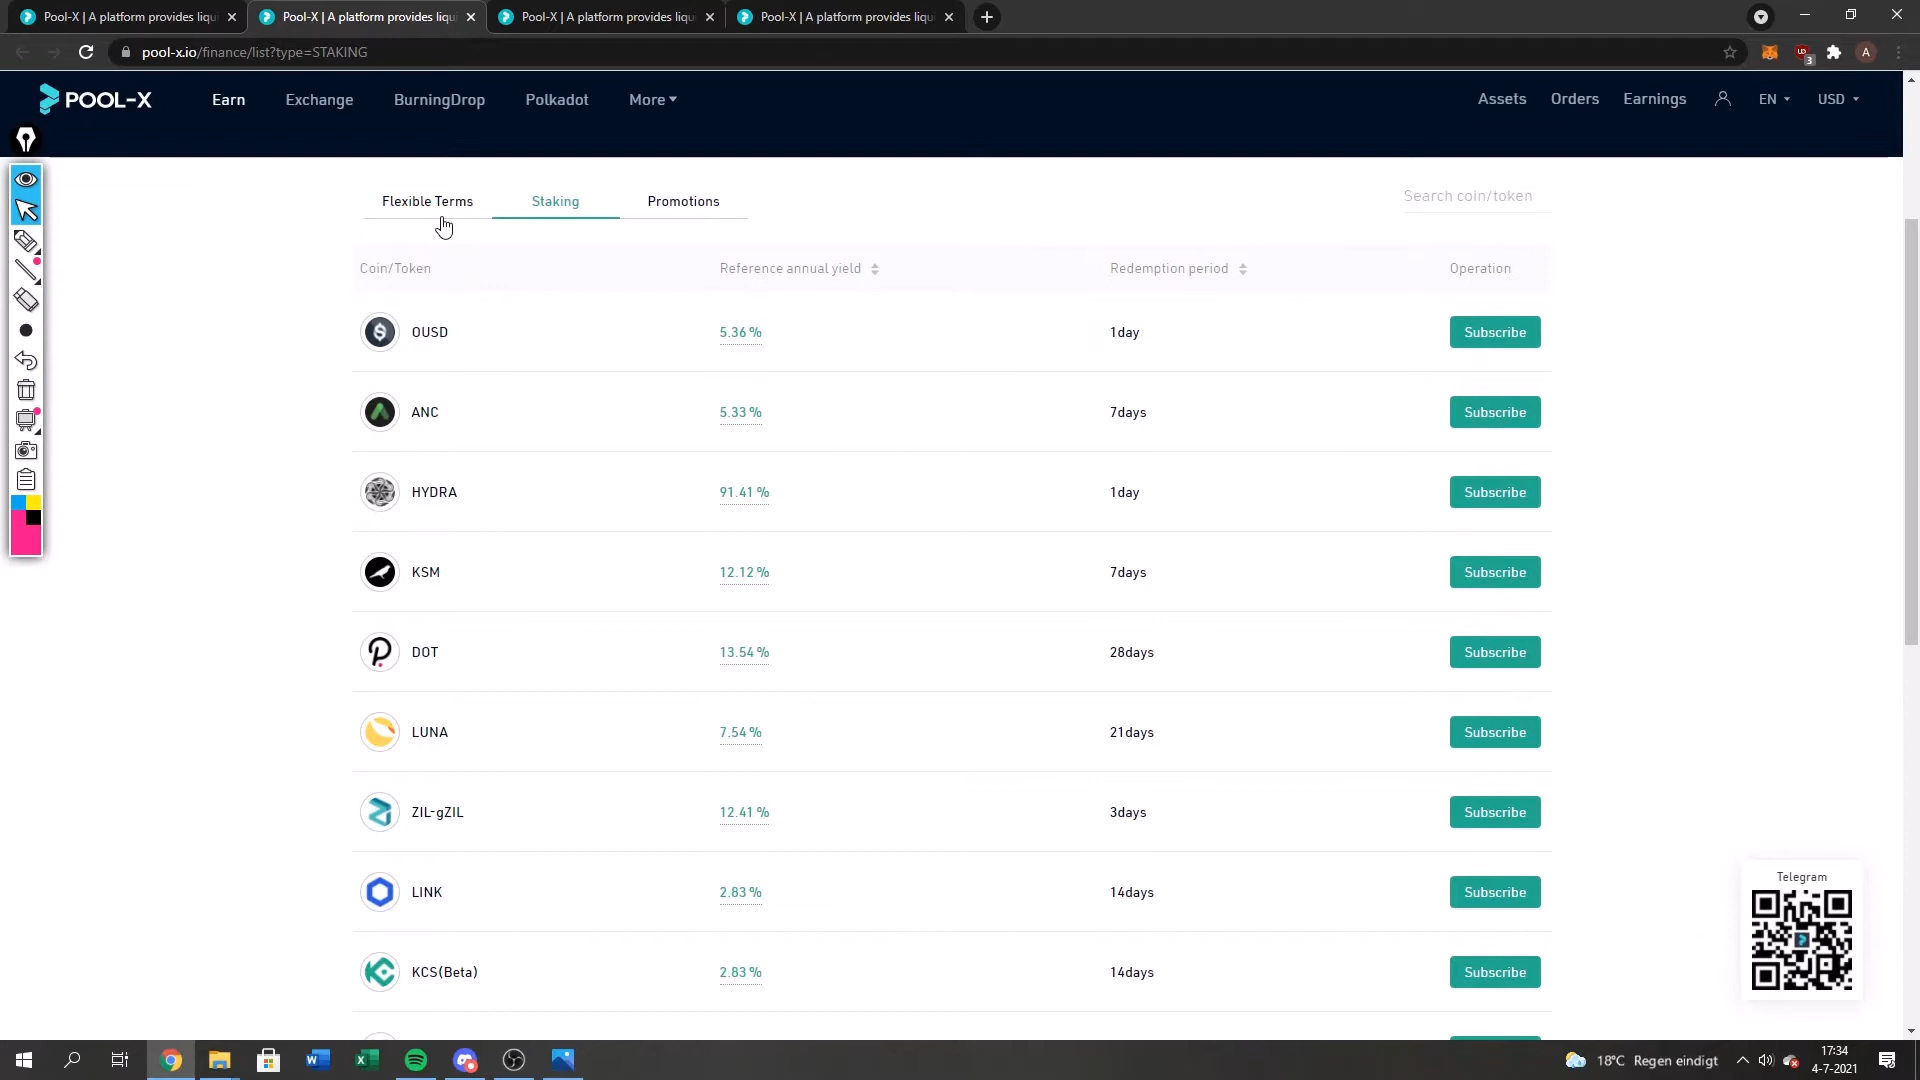 Pool-X | A platform provides liqui
Pool-X | A platform provides liqui
Pool-X | A platform provides liqui
Pool-X | A platform provides liqui
pool-x.io/finance/list?type=STAKING
3
A
POOL-X
Earn
Exchange
BurningDrop
Polkadot
More
Assets
Orders
Earnings
EN
USD
Flexible Terms
Staking
Promotions
Search coin/token
Coin/Token
Reference annual yield
Redemption period
Operation
OUSD
5.36 %
1day
Subscribe
ANC
5.33 %
7days
Subscribe
HYDRA
91.41 %
1day
Subscribe
KSM
12.12 %
7days
Subscribe
DOT
13.54 %
28days
Subscribe
LUNA
7.54 %
21days
Subscribe
ZIL-gZIL
12.41 %
3days
Subscribe
LINK
2.83 %
14days
Subscribe
KCS(Beta)
2.83 %
14days
Subscribe
Telegram
18°C Regen eindigt
17:34
4-7-2021